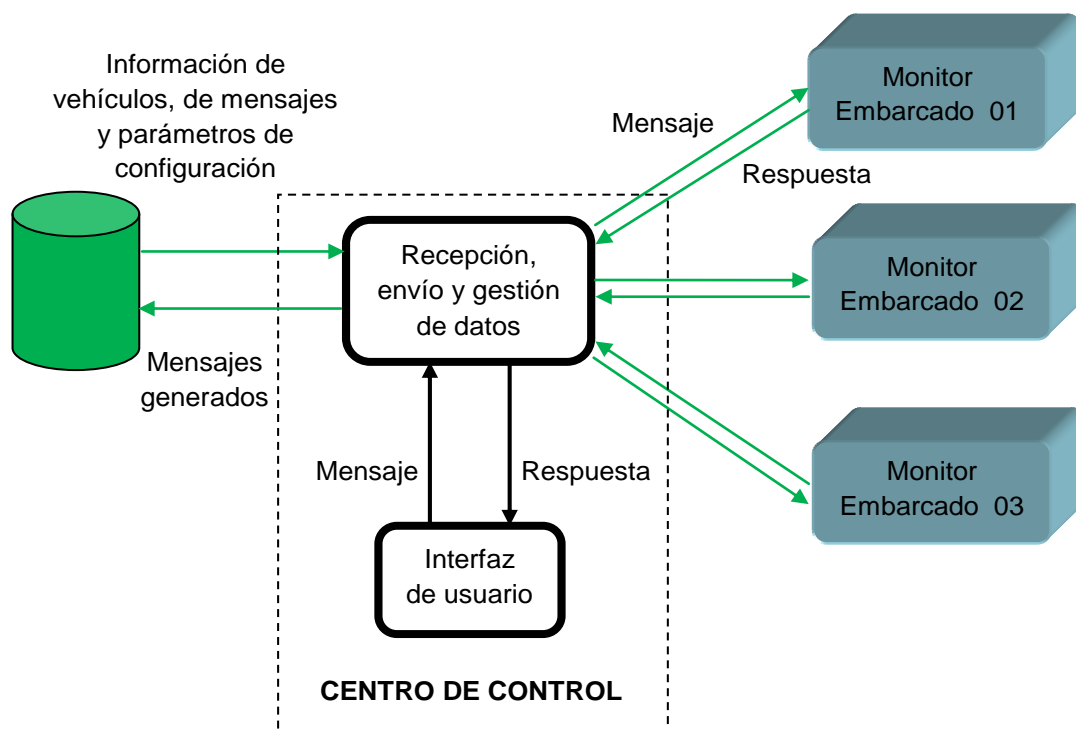 Información de
vehículos, de mensajes
y parámetros de
configuración
Mensajes
generados
Recepción,
envío y gestión
de datos
Mensaje
Respuesta
Interfaz
de usuario
CENTRO DE CONTROL
Mensaje
Respuesta
Monitor
Embarcado 01
Monitor
Embarcado 02
Monitor
Embarcado 03